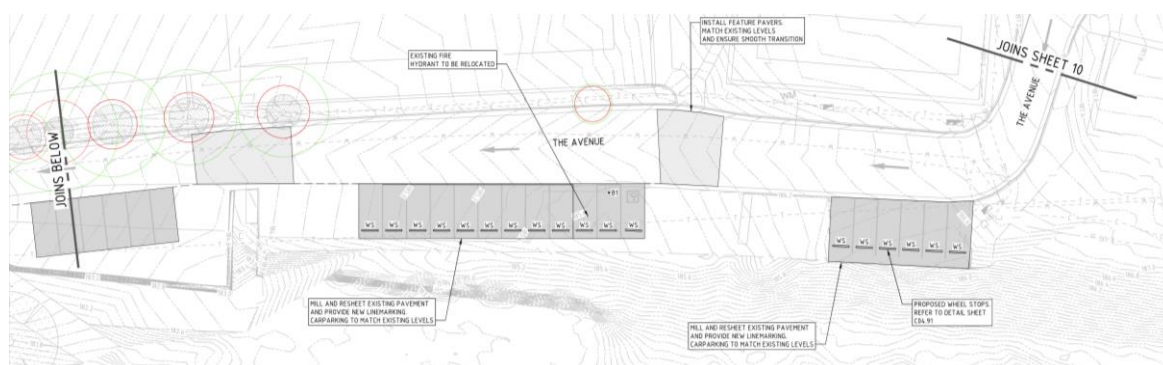 INSTALL FEATURE PAVERS.
MATCH EXISTING LEVELS
AND ENSURE SMOOTH TRANSITION
JOINS SHEET 10
EXISTING FIRE
HYDRANT TO BE RELOCATED
THE AVENUE
THE AVENUE
JOINS BELOW
B1
WS WS WS WS WS WS WS WS WS WS WS WS
WS WS WS WS WS WS
MILL AND RESHEET EXISTING PAVEMENT
AND PROVIDE NEW LINEMARKING.
CARPARKING TO MATCH EXISTING LEVELS
PROPOSED WHEEL STOPS.
REFER TO DETAIL SHEET
C04.91
MILL AND RESHEET EXISTING PAVEMENT
AND PROVIDE NEW LINEMARKING.
CARPARKING TO MATCH EXISTING LEVELS